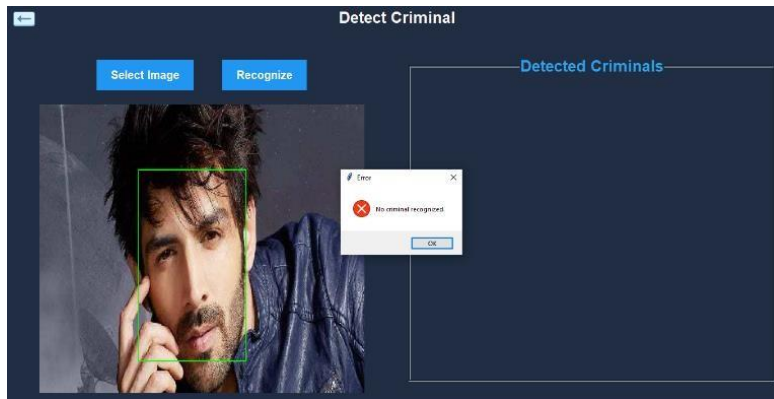 Detect Criminal
Select Image
Recognize
Detected Criminals
Error
No criminal recognized
OK